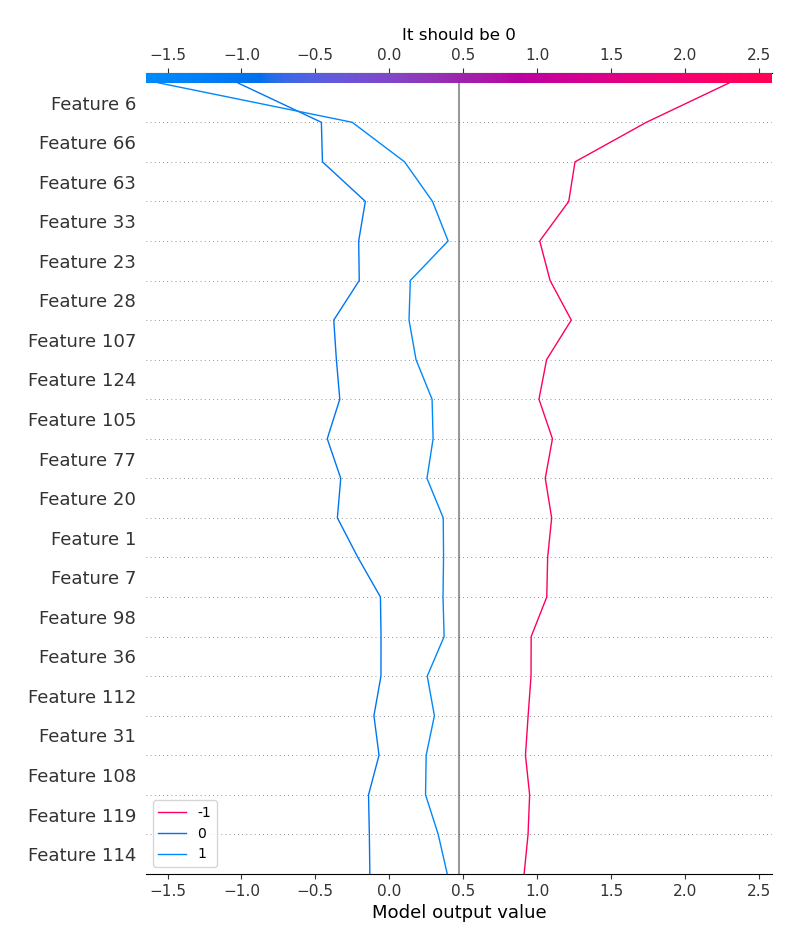 It should be 0
−1.5 −1.0 −0.5 0.0 0.5 1.0 1.5 2.0 2.5
Feature 6
Feature 66
Feature 63
Feature 33
Feature 23
Feature 28
Feature 107
Feature 124
Feature 105
Feature 77
Feature 20
Feature 1
Feature 7
Feature 98
Feature 36
Feature 112
Feature 31
Feature 108
Feature 119
Feature 114
-1
0
1
−1.5 −1.0 −0.5 0.0 0.5 1.0 1.5 2.0 2.5
Model output value